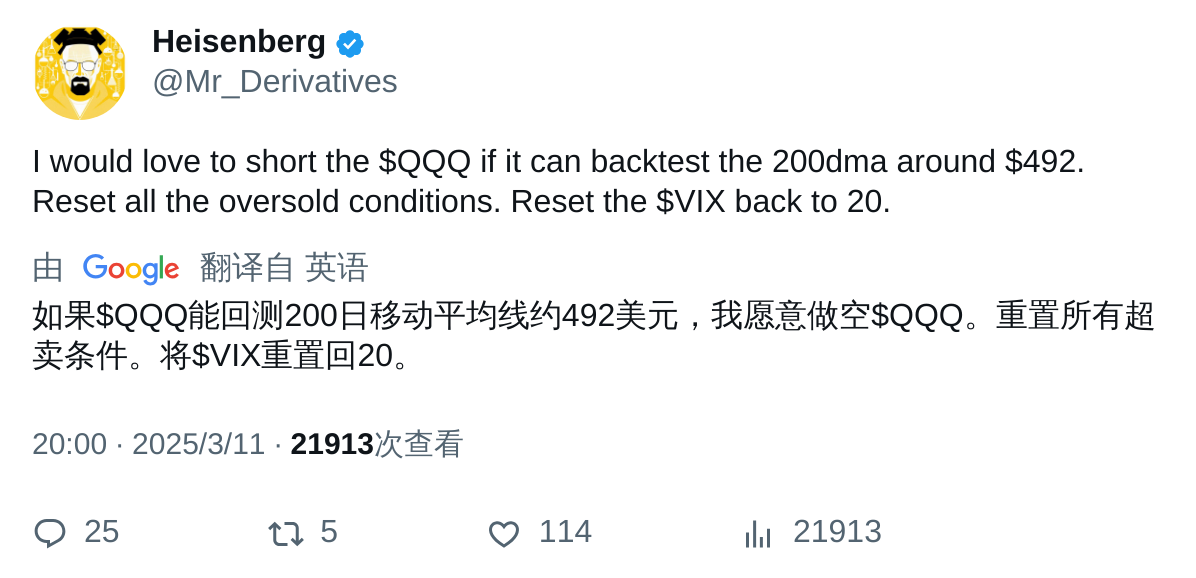 Heisenberg
@Mr_Derivatives
I would love to short the $QQQ if it can backtest the 200dma around $492.
Reset all the oversold conditions. Reset the $VIX back to 20.
由 Google 翻译自 英语
如果$QQQ能回测200日移动平均线约492美元，我愿意做空$QQQ。重置所有超
卖条件。将$VIX重置回20。
20:00 · 2025/3/11 · 21913次查看
25 5 114 21913